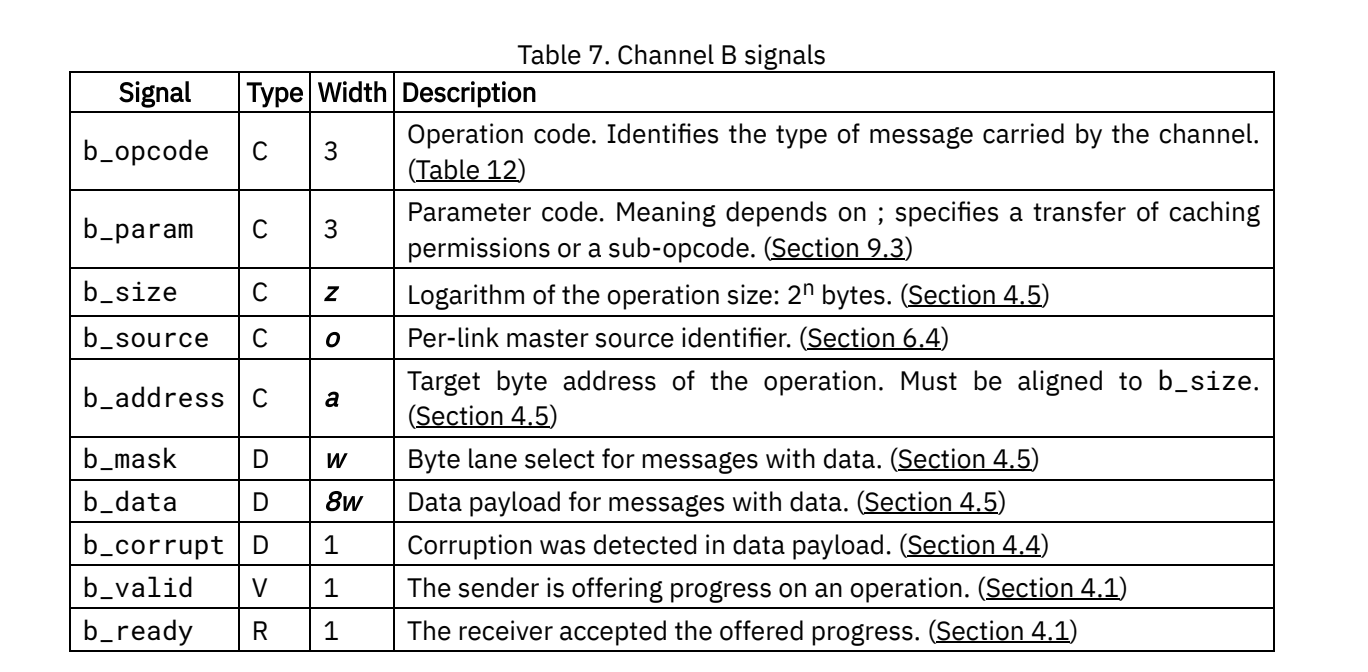 Table 7. Channel B signals
Signal Type Width Description
b_opcode C 3 Operation code. Identifies the type of message carried by the channel.
(Table 12)
b_param C 3 Parameter code. Meaning depends on ; specifies a transfer of caching
permissions or a sub-opcode. (Section 9.3)
b_size C z Logarithm of the operation size: 2ⁿ bytes. (Section 4.5)
b_source C o Per-link master source identifier. (Section 6.4)
b_address C a Target byte address of the operation. Must be aligned to b_size.
(Section 4.5)
b_mask D w Byte lane select for messages with data. (Section 4.5)
b_data D 8w Data payload for messages with data. (Section 4.5)
b_corrupt D 1 Corruption was detected in data payload. (Section 4.4)
b_valid V 1 The sender is offering progress on an operation. (Section 4.1)
b_ready R 1 The receiver accepted the offered progress. (Section 4.1)